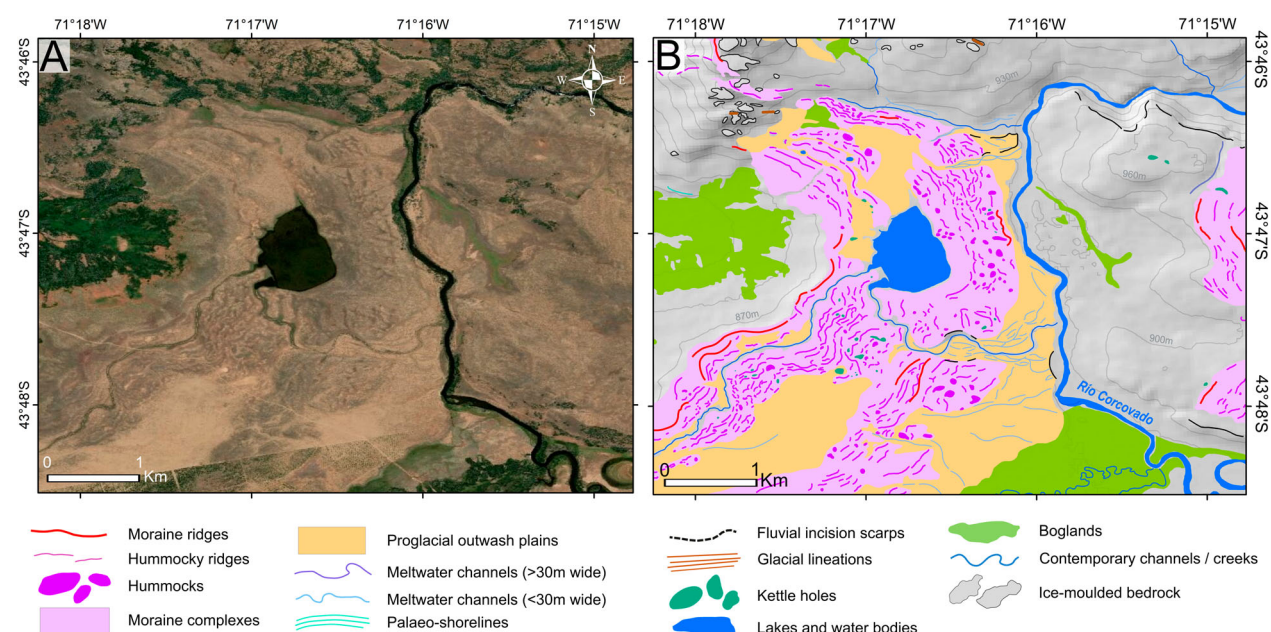 71°18'W 71°17'W 71°16'W 71°15'W 71°18'W 71°17'W 71°16'W 71°15'W
A
B
N
W E
S
43°46'S
43°47'S
43°48'S
43°46'S
43°47'S
43°48'S
930m
960m
870m
900m
Río Corcovado
0 1
Km
0 1
Km
Moraine ridges
Hummocky ridges
Hummocks
Moraine complexes
Proglacial outwash plains
Meltwater channels (>30m wide)
Meltwater channels (<30m wide)
Palaeo-shorelines
Fluvial incision scarps
Glacial lineations
Kettle holes
Lakes and water bodies
Boglands
Contemporary channels / creeks
Ice-moulded bedrock